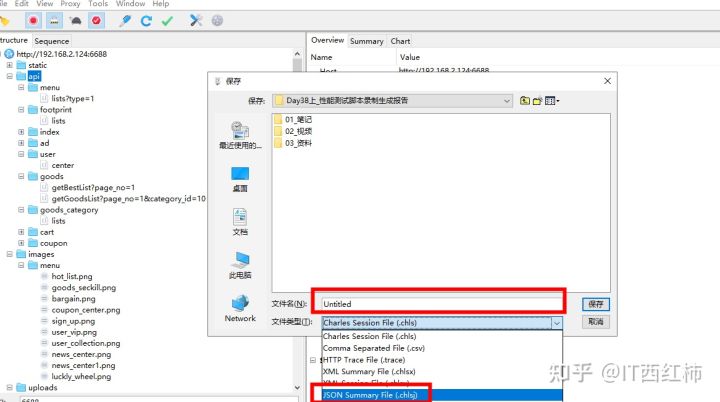 File Edit View Proxy Tools Window Help
Structure Sequence
http://192.168.2.124:6688
static
api
menu
lists?type=1
footprint
lists
index
ad
user
center
goods
getBestList?page_no=1
getGoodsList?page_no=1&category_id=10
goods_category
lists
cart
coupon
images
menu
hot_list.png
goods_seckill.png
bargain.png
coupon_center.png
sign_up.png
user_vip.png
user_collection.png
news_center.png
news_center1.png
luckly_wheel.png
uploads
6688
Overview Summary Chart
Name Value
Host http://192.168.2.124:6688
保存
保存: Day38上_性能测试脚本录制生成报告
01_笔记
02_视频
03_资料
最近使用的...
桌面
文档
此电脑
Network
文件名(N): Untitled 保存
文件类型(T): Charles Session File (.chls) 取消
Charles Session File (.chls)
Comma Separated File (.csv)
HTTP Trace File (.trace)
XML Summary File (.chlsx)
XML Session File (.chlsx)
JSON Summary File (.chlsj)
知乎 @IT西红柿